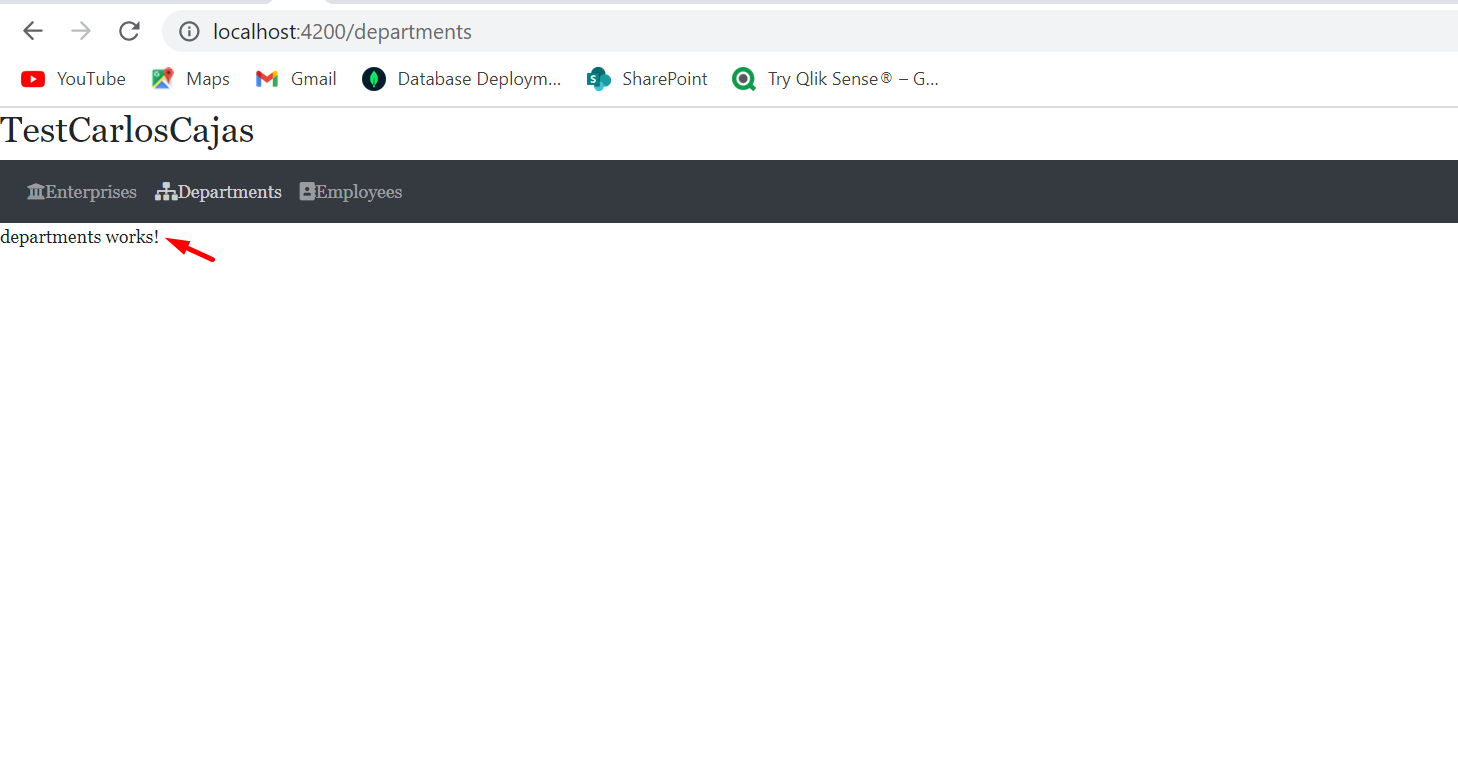 localhost:4200/departments
YouTube Maps Gmail Database Deploym... SharePoint Try Qlik Sense® – G...
TestCarlosCajas
Enterprises Departments Employees
departments works!